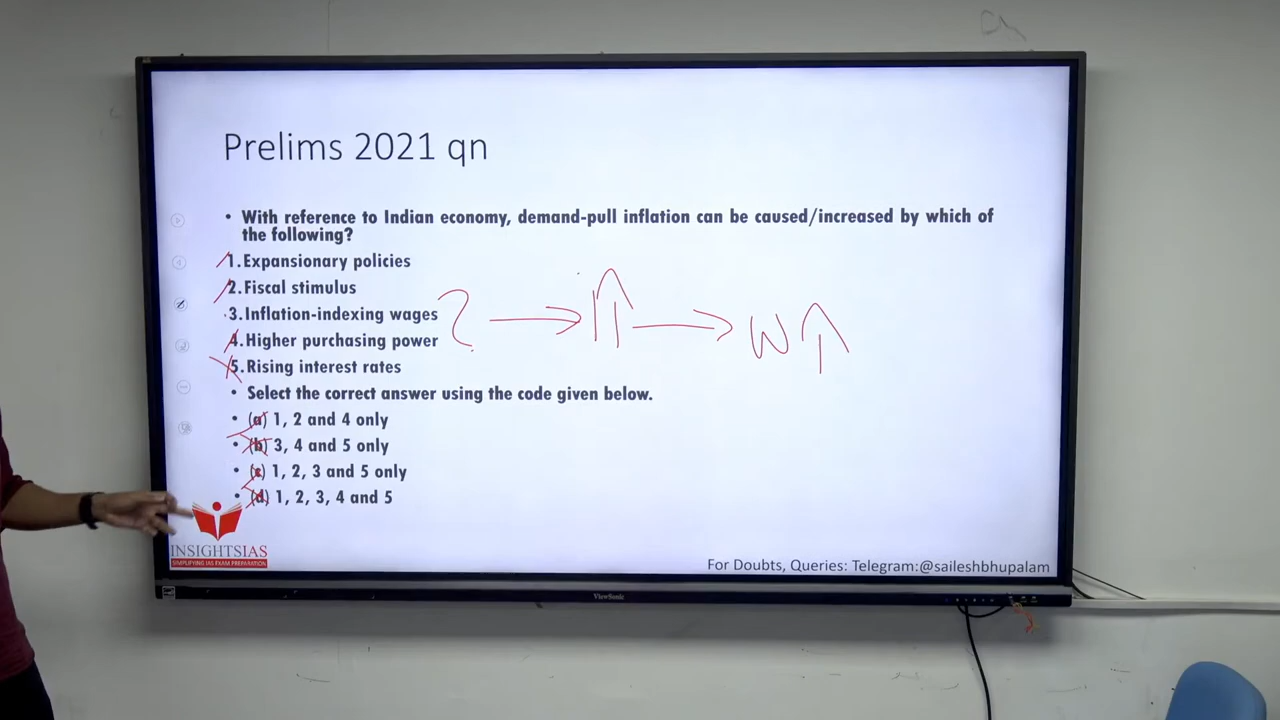 Prelims 2021 qn
• With reference to Indian economy, demand-pull inflation can be caused/increased by which of
the following?
1.Expansionary policies
2.Fiscal stimulus
3.Inflation-indexing wages
4.Higher purchasing power
5.Rising interest rates
• Select the correct answer using the code given below.
• (a) 1, 2 and 4 only
• (b) 3, 4 and 5 only
• (c) 1, 2, 3 and 5 only
• (d) 1, 2, 3, 4 and 5
? → π ↑ → W ↑
INSIGHTSIAS
SIMPLIFYING IAS EXAM PREPARATION
For Doubts, Queries: Telegram:@saileshbhupalam
ViewSonic